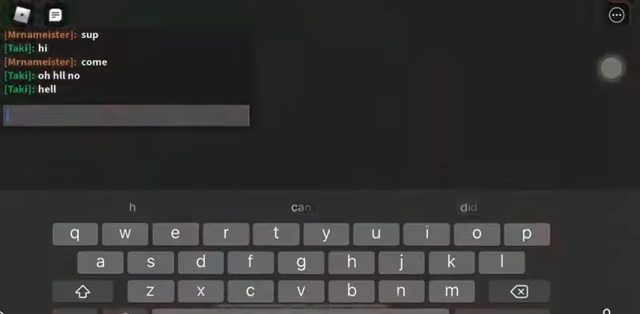 [Mrnameister]: sup
[Taki]: hi
[Mrnameister]: come
[Taki]: oh hll no
[Taki]: hell
h can did
q w e r t y u i o p
a s d f g h j k l
z x c v b n m